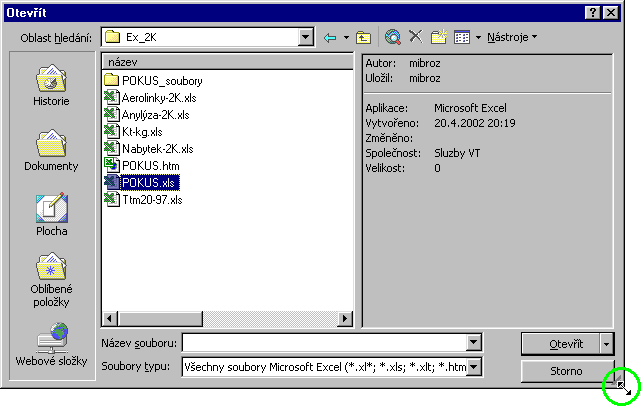 Otevřít
Oblast hledání: Ex_2K Nástroje
Historie
Dokumenty
Plocha
Oblíbené
položky
Webové složky
název
POKUS_soubory
Aerolinky-2K.xls
Anylýza-2K.xls
Kt-kg.xls
Nabytek-2K.xls
POKUS.htm
POKUS.xls
Ttm20-97.xls
Autor: mibroz
Uložil: mibroz
Aplikace: Microsoft Excel
Vytvořeno: 20.4.2002 20:19
Změněno:
Společnost: Sluzby VT
Velikost: 0
Název souboru:
Otevřít
Soubory typu: Všechny soubory Microsoft Excel (*.xl*; *.xls; *.xlt; *.htm
Storno